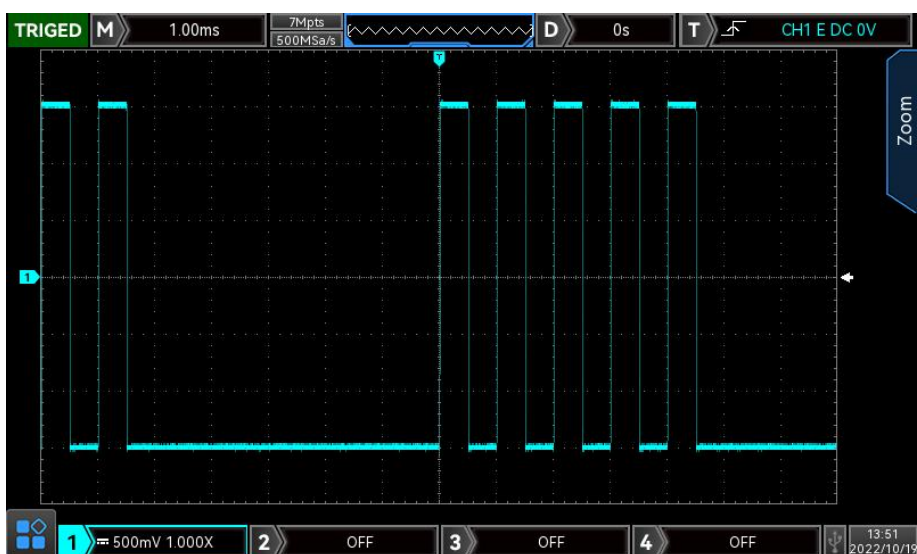 TRIGED M 1.00ms 7Mpts 500MSa/s D 0s T CH1 E DC 0V
T
Zoom
1
1 500mV 1.000X 2 OFF 3 OFF 4 OFF 13:51
2022/10/19